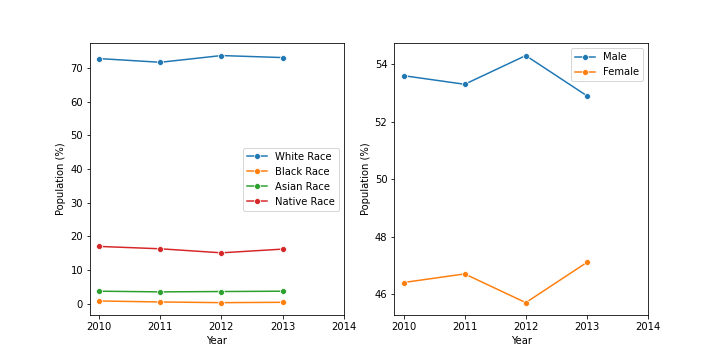 70
60
50
40
30
20
10
0
Population (%)
2010 2011 2012 2013 2014
Year
White Race
Black Race
Asian Race
Native Race
54
52
50
48
46
Population (%)
2010 2011 2012 2013 2014
Year
Male
Female